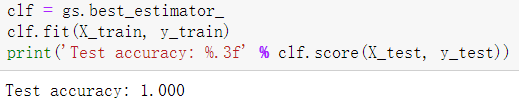 clf = gs.best_estimator_
clf.fit(X_train, y_train)
print('Test accuracy: %.3f' % clf.score(X_test, y_test))
Test accuracy: 1.000